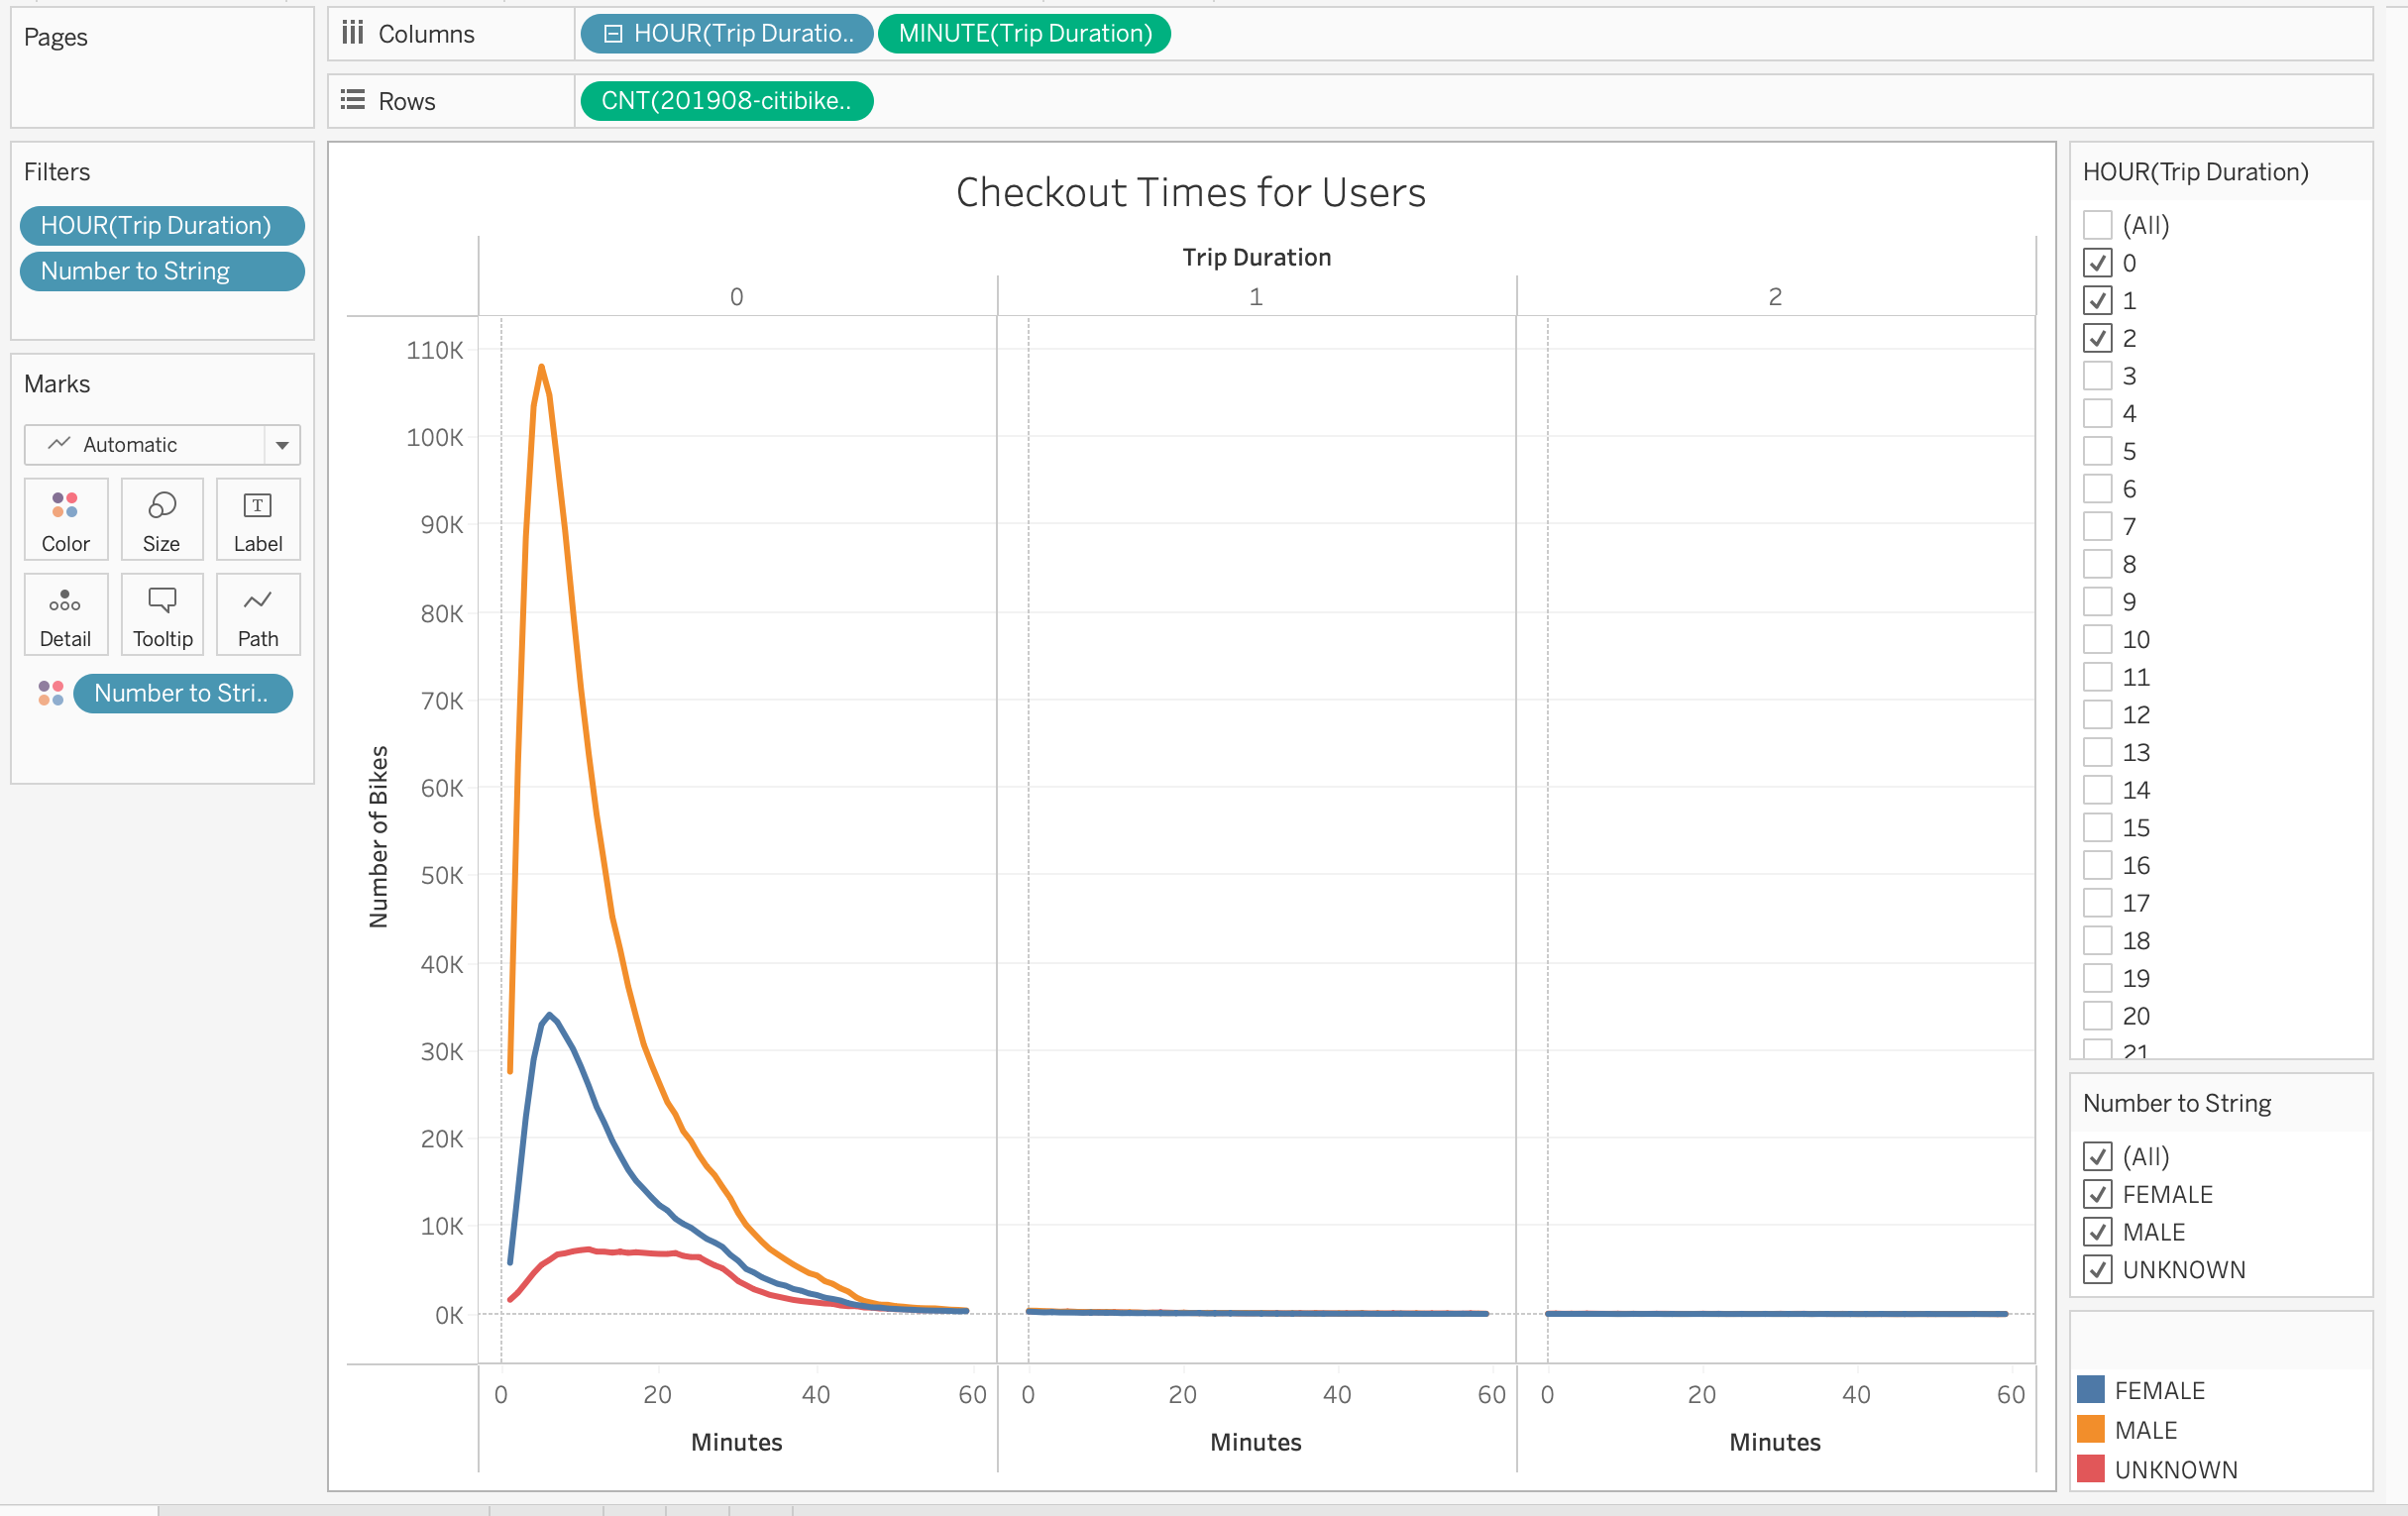 Pages
Columns
HOUR(Trip Duratio..
MINUTE(Trip Duration)
Rows
CNT(201908-citibike..
Filters
HOUR(Trip Duration)
Number to String
Marks
Automatic
Color
Size
Label
Detail
Tooltip
Path
Number to Stri..
Checkout Times for Users
Trip Duration
0
1
2
Number of Bikes
110K
100K
90K
80K
70K
60K
50K
40K
30K
20K
10K
0K
0 20 40 60
0 20 40 60
0 20 40 60
Minutes
Minutes
Minutes
HOUR(Trip Duration)
(All)
0
1
2
3
4
5
6
7
8
9
10
11
12
13
14
15
16
17
18
19
20
21
Number to String
(All)
FEMALE
MALE
UNKNOWN
FEMALE
MALE
UNKNOWN